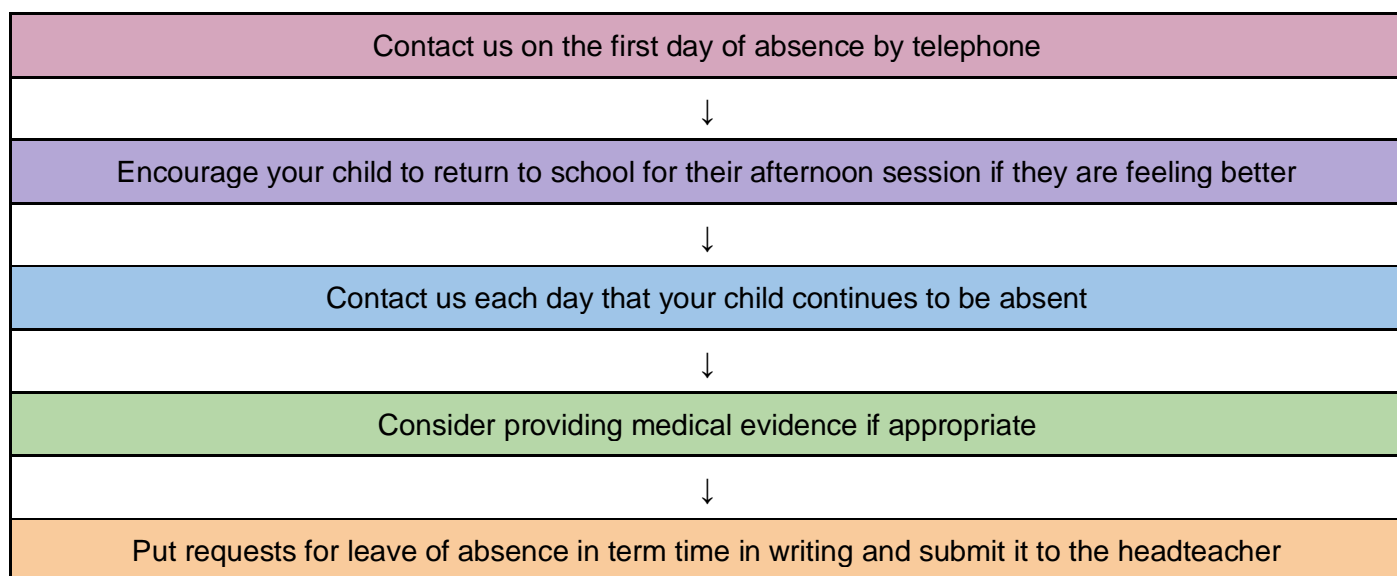 Contact us on the first day of absence by telephone
↓
Encourage your child to return to school for their afternoon session if they are feeling better
↓
Contact us each day that your child continues to be absent
↓
Consider providing medical evidence if appropriate
↓
Put requests for leave of absence in term time in writing and submit it to the headteacher